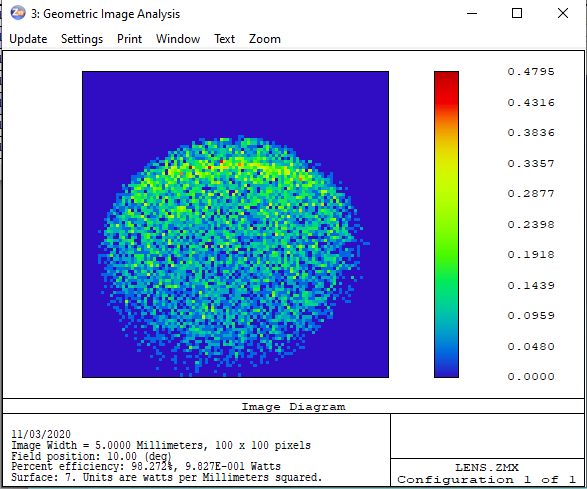 3: Geometric Image Analysis
Update Settings Print Window Text Zoom
0.4795
0.4316
0.3836
0.3357
0.2877
0.2398
0.1918
0.1439
0.0959
0.0480
0.0000
Image Diagram
11/03/2020
Image Width = 5.0000 Millimeters, 100 x 100 pixels
Field position: 10.00 (deg)
Percent efficiency: 98.272%, 9.827E-001 Watts
Surface: 7. Units are watts per Millimeters squared.
LENS.ZMX
Configuration 1 of 1